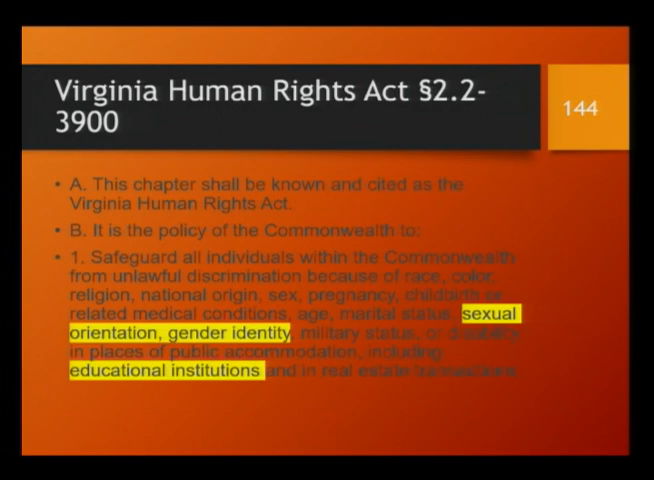 Virginia Human Rights Act §2.2-
3900
144
• A. This chapter shall be known and cited as the
Virginia Human Rights Act.
• B. It is the policy of the Commonwealth to:
• 1. Safeguard all individuals within the Commonwealth
from unlawful discrimination because of race, color,
religion, national origin, sex, pregnancy, childbirth or
related medical conditions, age, marital status, sexual
orientation, gender identity, military status, or disability
in places of public accommodation, including
educational institutions and in real estate transactions